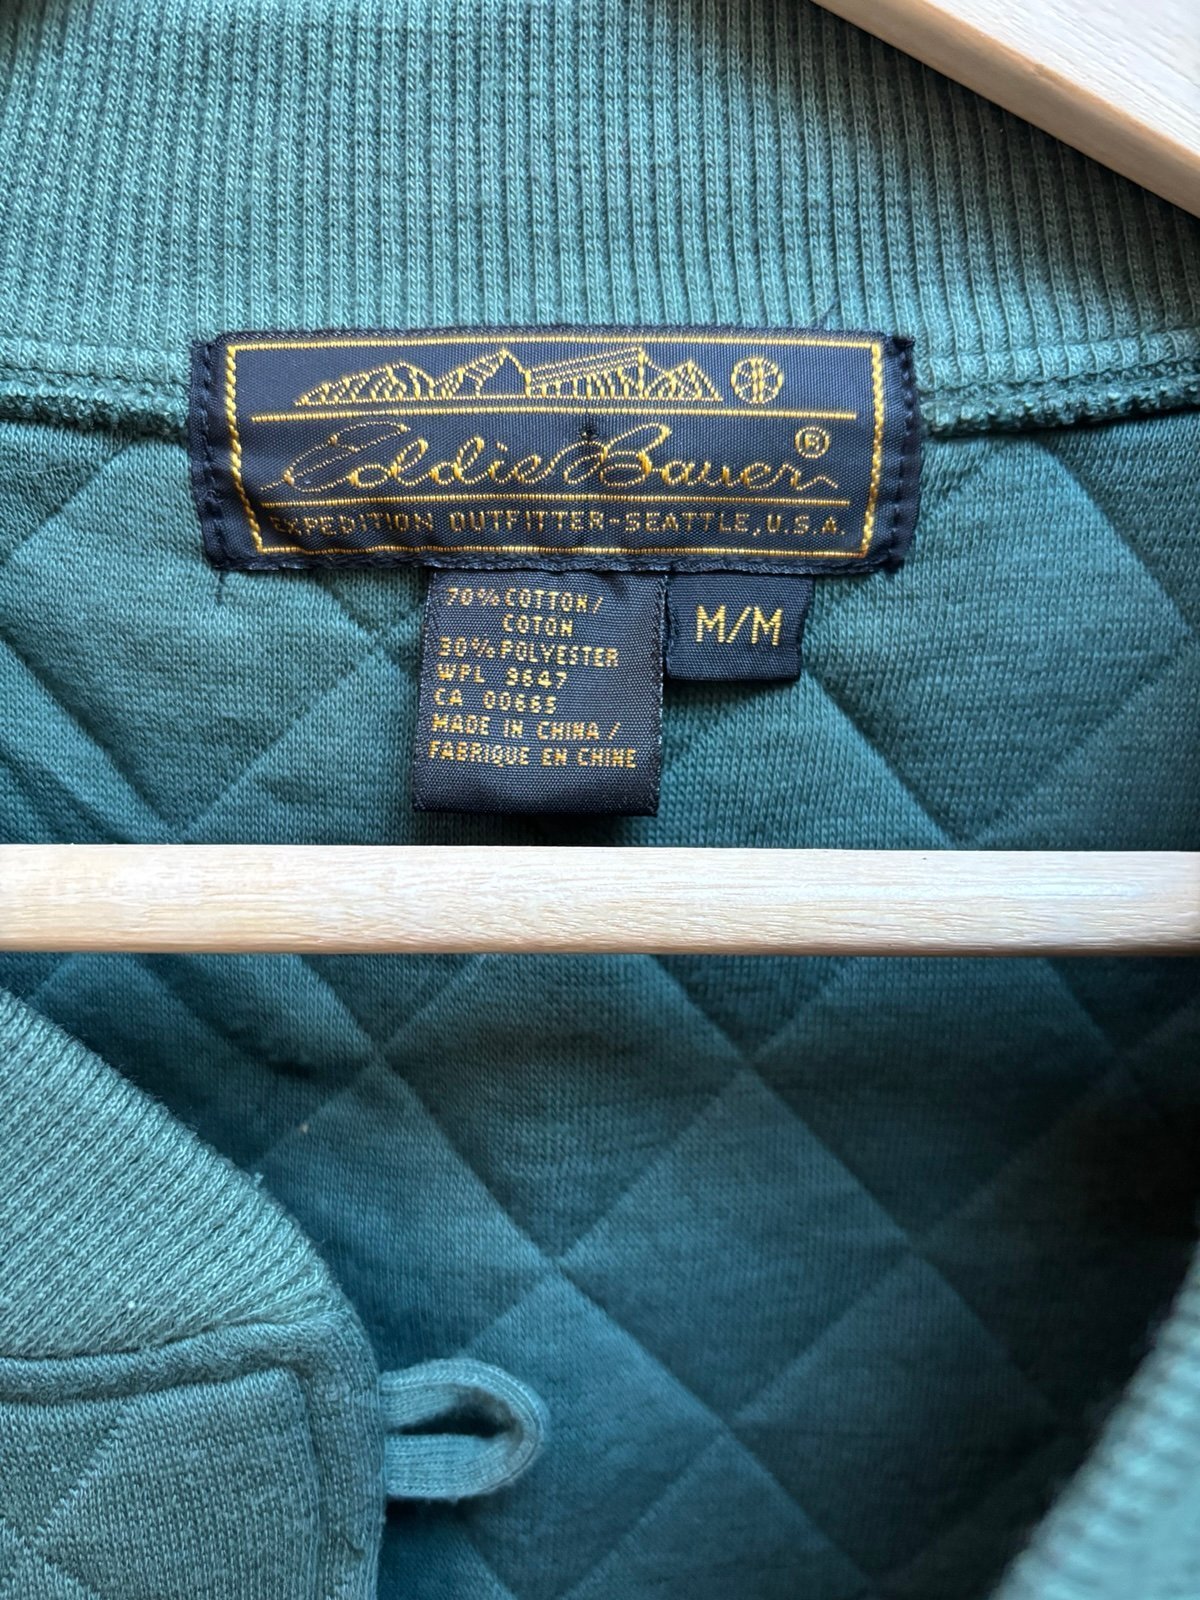 Eddie Bauer®
EXPEDITION OUTFITTER-SEATTLE, U.S.A.
70% COTTON/
COTON
30% POLYESTER
WPL 3647
CA 00665
MADE IN CHINA /
FABRIQUE EN CHINE
M/M